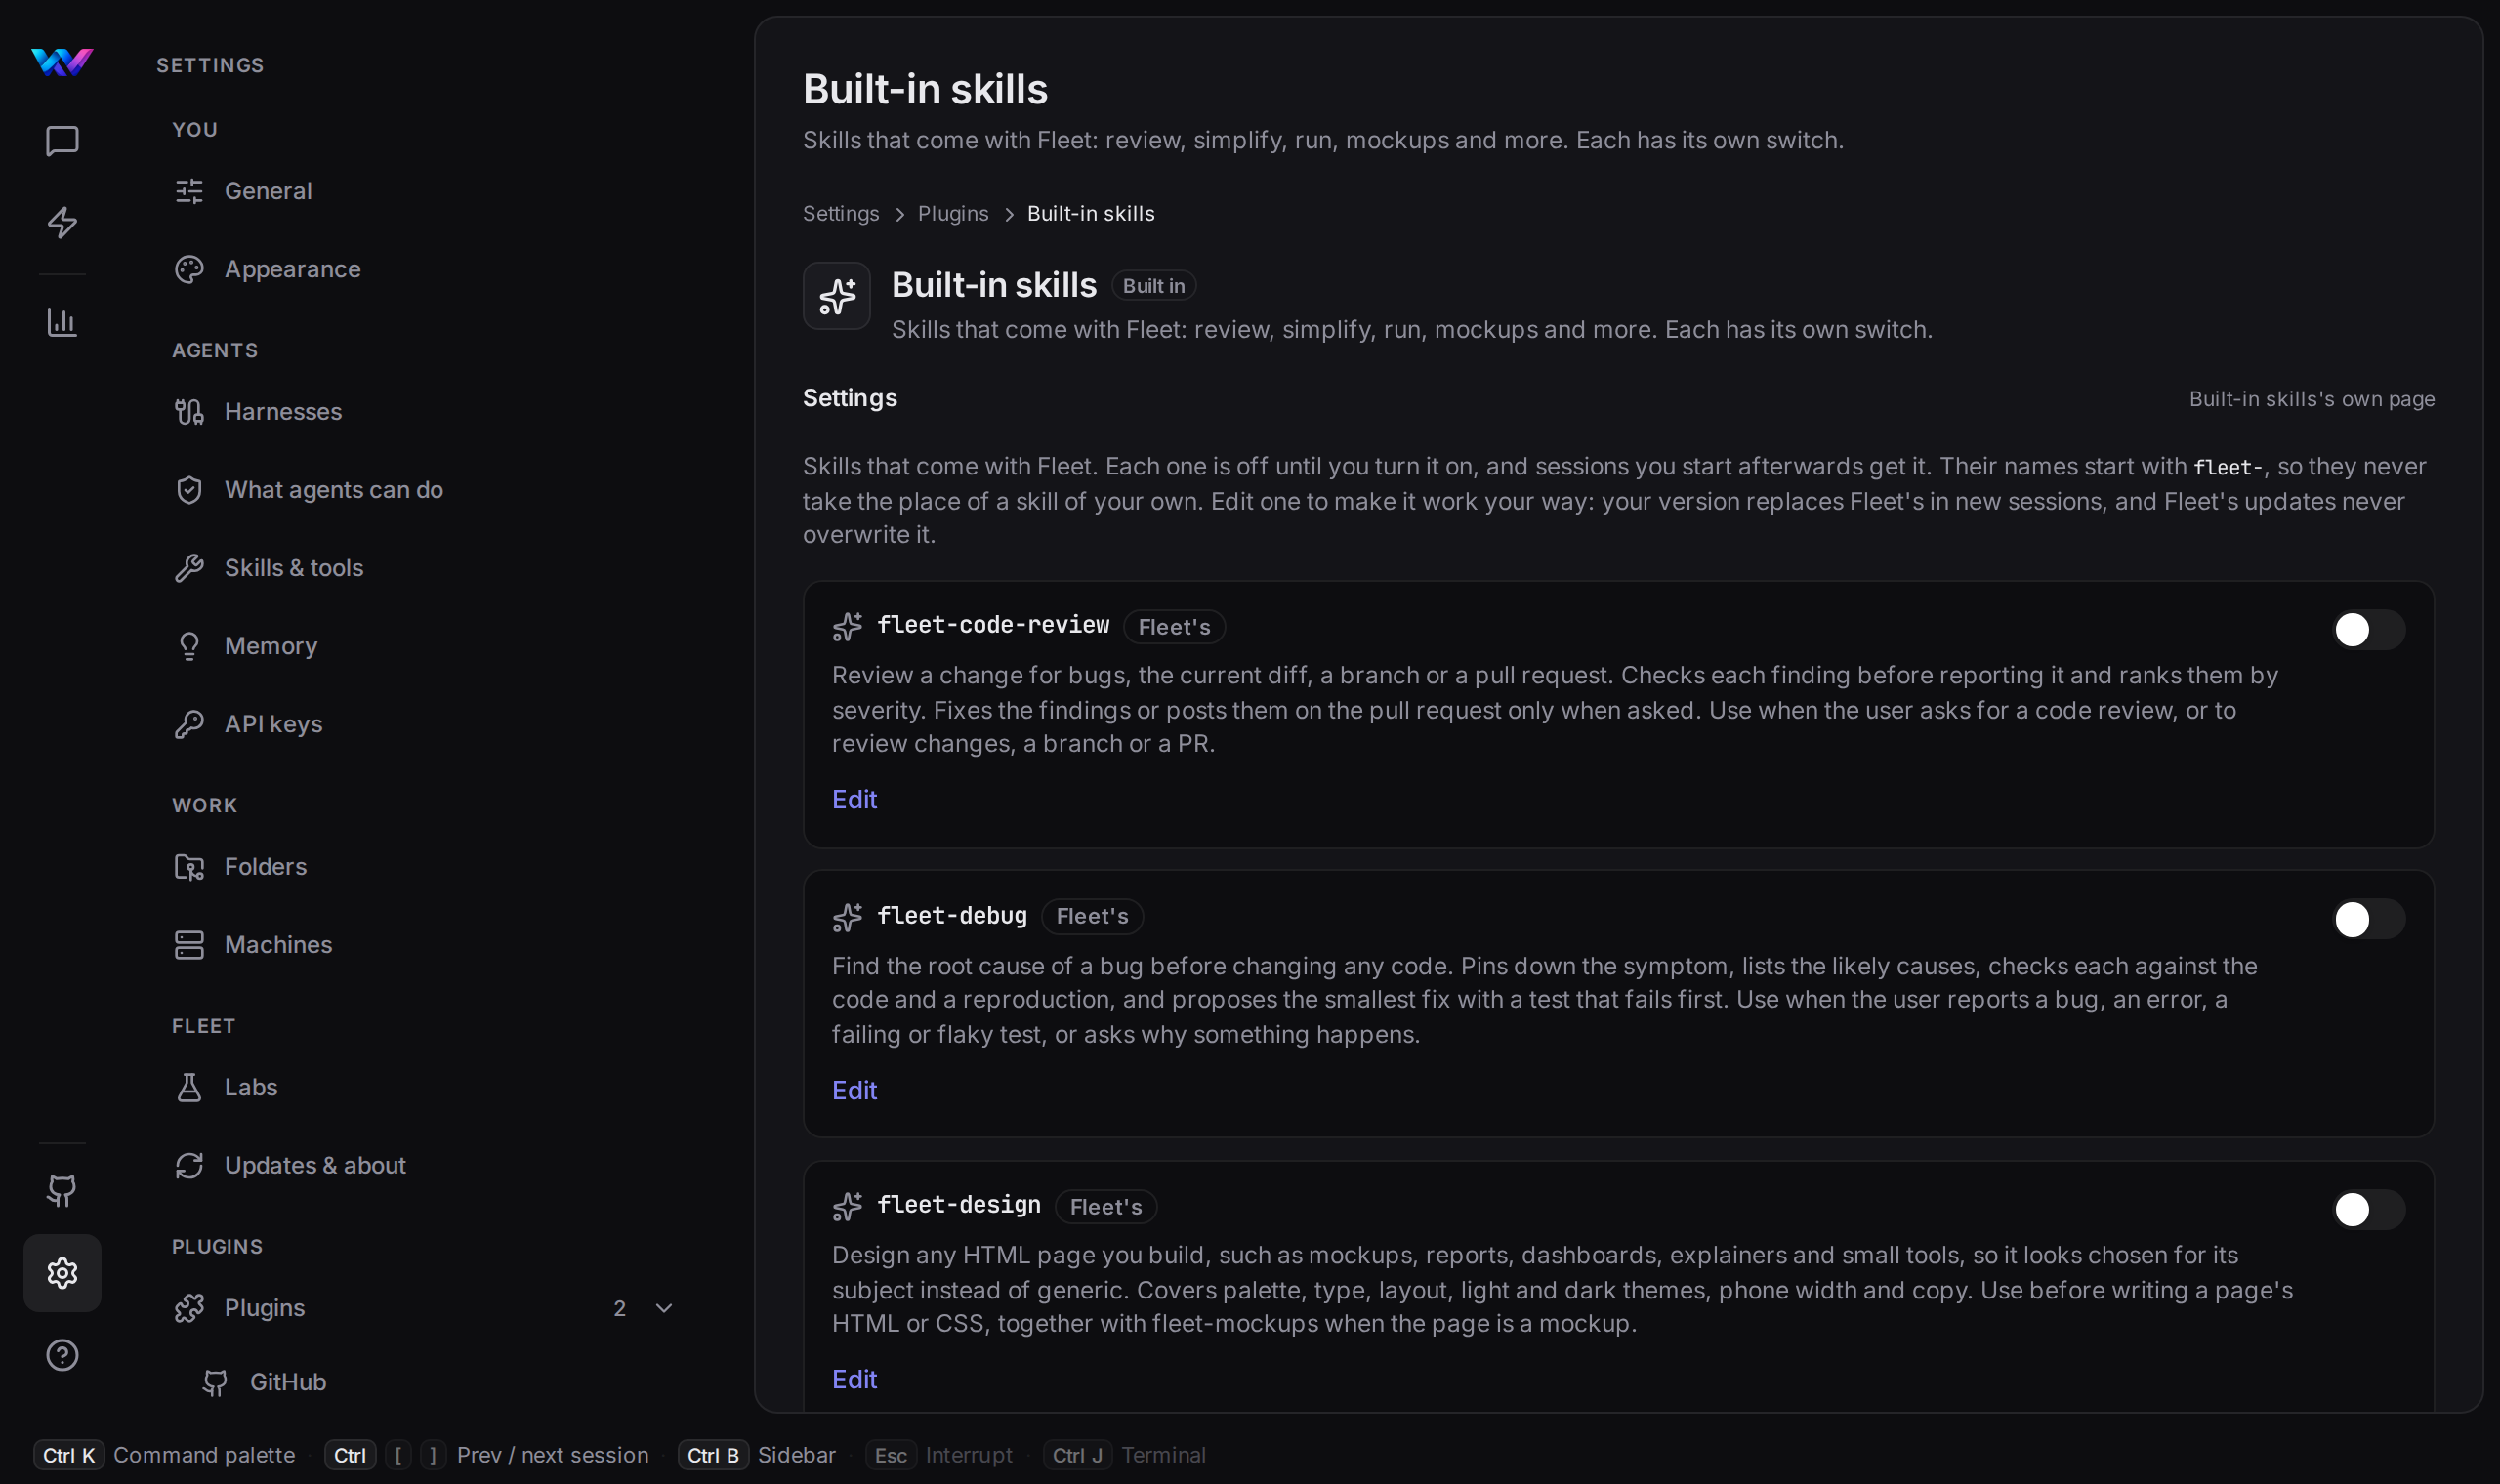 SETTINGS
YOU
General
Appearance
AGENTS
Harnesses
What agents can do
Skills & tools
Memory
API keys
WORK
Folders
Machines
FLEET
Labs
Updates & about
PLUGINS
Plugins 2
GitHub
Built-in skills
Skills that come with Fleet: review, simplify, run, mockups and more. Each has its own switch.
Settings > Plugins > Built-in skills
Built-in skills Built in
Skills that come with Fleet: review, simplify, run, mockups and more. Each has its own switch.
Settings Built-in skills's own page
Skills that come with Fleet. Each one is off until you turn it on, and sessions you start afterwards get it. Their names start with fleet-, so they never
take the place of a skill of your own. Edit one to make it work your way: your version replaces Fleet's in new sessions, and Fleet's updates never
overwrite it.
fleet-code-review Fleet's
Review a change for bugs, the current diff, a branch or a pull request. Checks each finding before reporting it and ranks them by
severity. Fixes the findings or posts them on the pull request only when asked. Use when the user asks for a code review, or to
review changes, a branch or a PR.
Edit
fleet-debug Fleet's
Find the root cause of a bug before changing any code. Pins down the symptom, lists the likely causes, checks each against the
code and a reproduction, and proposes the smallest fix with a test that fails first. Use when the user reports a bug, an error, a
failing or flaky test, or asks why something happens.
Edit
fleet-design Fleet's
Design any HTML page you build, such as mockups, reports, dashboards, explainers and small tools, so it looks chosen for its
subject instead of generic. Covers palette, type, layout, light and dark themes, phone width and copy. Use before writing a page's
HTML or CSS, together with fleet-mockups when the page is a mockup.
Edit
Ctrl K Command palette · Ctrl [ ] Prev / next session · Ctrl B Sidebar · Esc Interrupt · Ctrl J Terminal